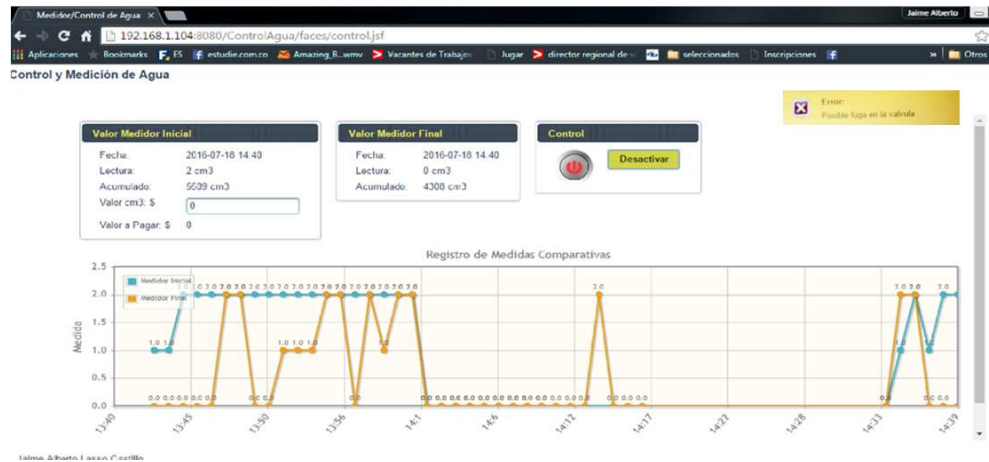 Medidor/Control de Agua
Jaime Alberto
192.168.1.104:8080/ControlAgua/faces/control.jsf
Aplicaciones Bookmarks ES estudie.com.co Amazing_B...wmv Vacantes de Trabajo Jugar director regional de v seleccionados Inscripciones Otros
Control y Medición de Agua
Error:
Posible fuga en la valvula
Valor Medidor Inicial
Fecha: 2016-07-18 14:40
Lectura: 2 cm3
Acumulado: 5509 cm3
Valor cm3: $ 0
Valor a Pagar: $ 0
Valor Medidor Final
Fecha: 2016-07-18 14:40
Lectura: 0 cm3
Acumulado: 4308 cm3
Control
Desactivar
Registro de Medidas Comparativas
Medidor Inicial
Medidor Final
Medida
2.5
2.0
1.5
1.0
0.5
0.0
13:40 13:45 13:50 13:56 14:1 14:6 14:12 14:17 14:22 14:28 14:33 14:39
Jaime Alberto Lasso Castillo